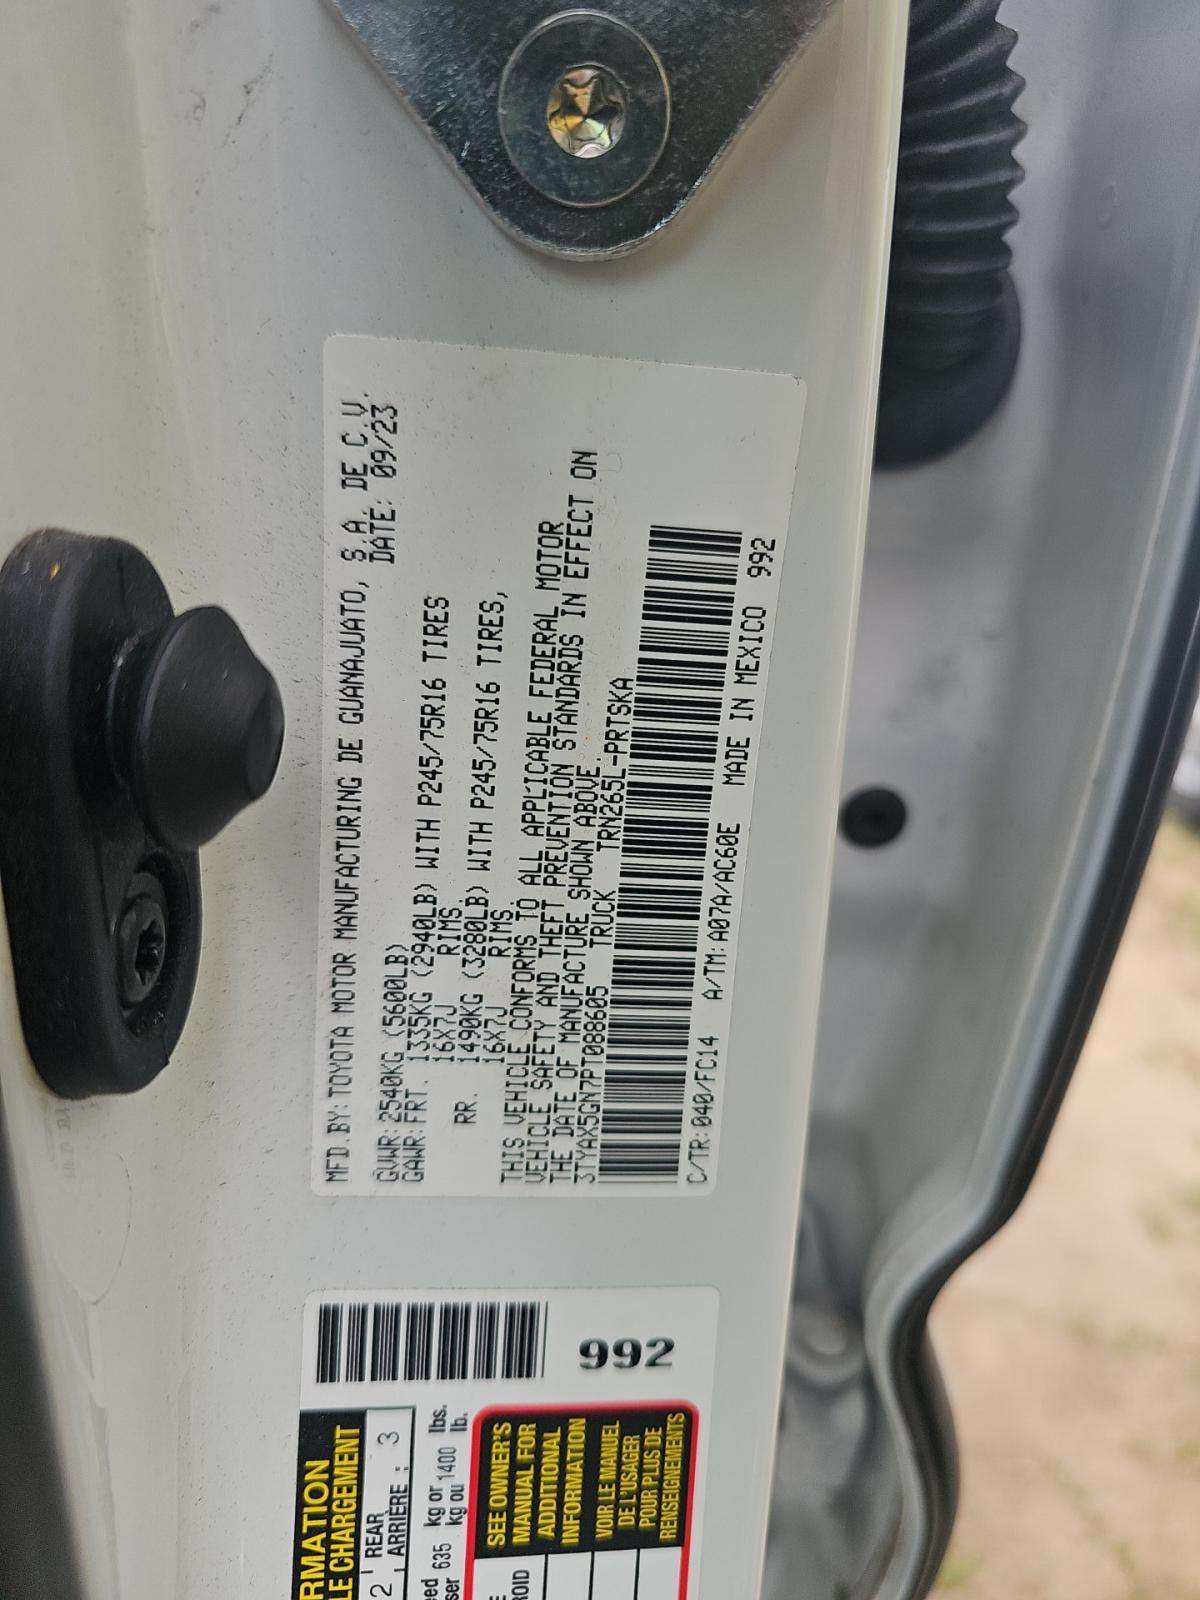 MFD.BY: TOYOTA MOTOR MANUFACTURING DE GUANAJUATO, S.A. DE C.V.
DATE: 09/23
GVWR: 2540KG (5600LB)
GAWR: FRT. 1335KG (2940LB) WITH P245/75R16 TIRES
16X7J RIMS,
RR. 1490KG (3280LB) WITH P245/75R16 TIRES,
16X7J RIMS.
THIS VEHICLE CONFORMS TO ALL APPLICABLE FEDERAL MOTOR
VEHICLE SAFETY AND THEFT PREVENTION STANDARDS IN EFFECT ON
THE DATE OF MANUFACTURE SHOWN ABOVE.
3TYAX5GN7PT088605 TRUCK TRN265L-PRTSKA
C/TR: 040/FC14 A/TM: A07A/AC60E MADE IN MEXICO 992
992
RMATION
LE CHARGEMENT
2 REAR
ARRIÈRE : 3
eed 635 kg or 1400 lbs.
ser kg ou lb.
SEE OWNER'S
MANUAL FOR
ADDITIONAL
INFORMATION
VOIR LE MANUEL
DE L'USAGER
POUR PLUS DE
RENSEIGNEMENTS